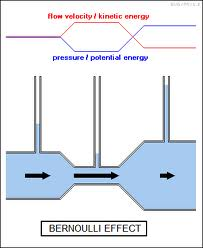 flow velocity / kinetic energy
pressure / potential energy
BERNOULLI EFFECT